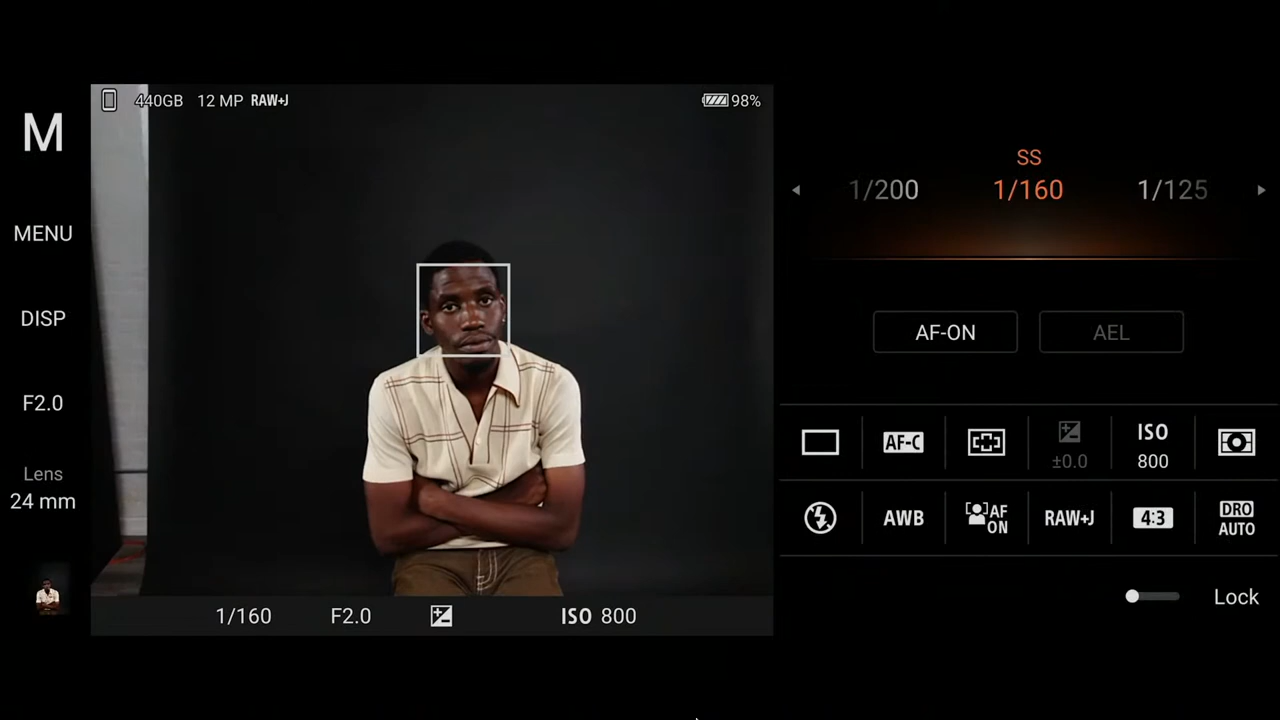 M
MENU
DISP
F2.0
Lens
24 mm
440GB 12 MP RAW+J
98%
1/160 F2.0 ISO 800
SS
1/200 1/160 1/125
AF-ON AEL
AF-C ±0.0 ISO 800
AWB AF ON RAW+J 4:3 DRO AUTO
Lock